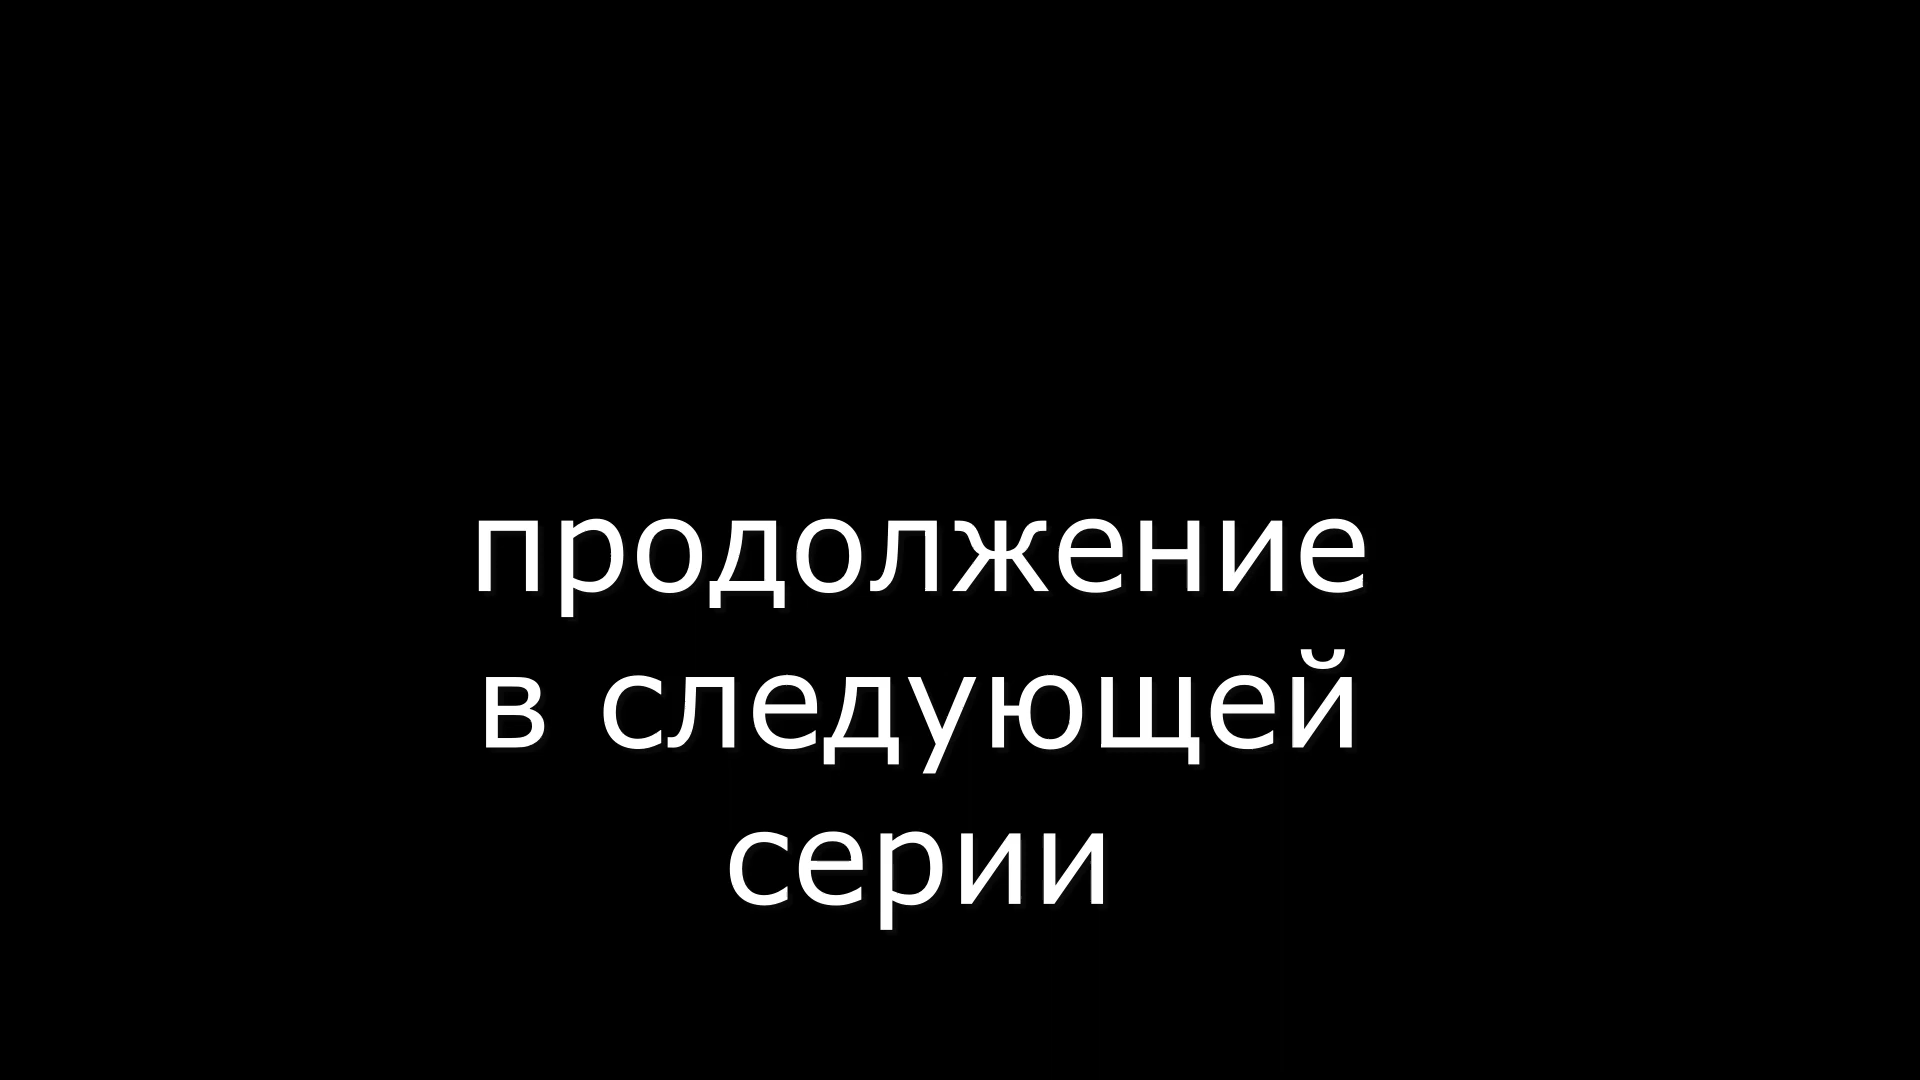 продолжение
в следующей
серии